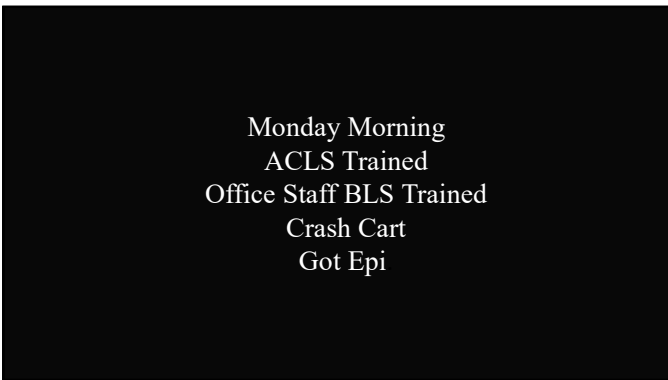 Monday Morning
ACLS Trained
Office Staff BLS Trained
Crash Cart
Got Epi